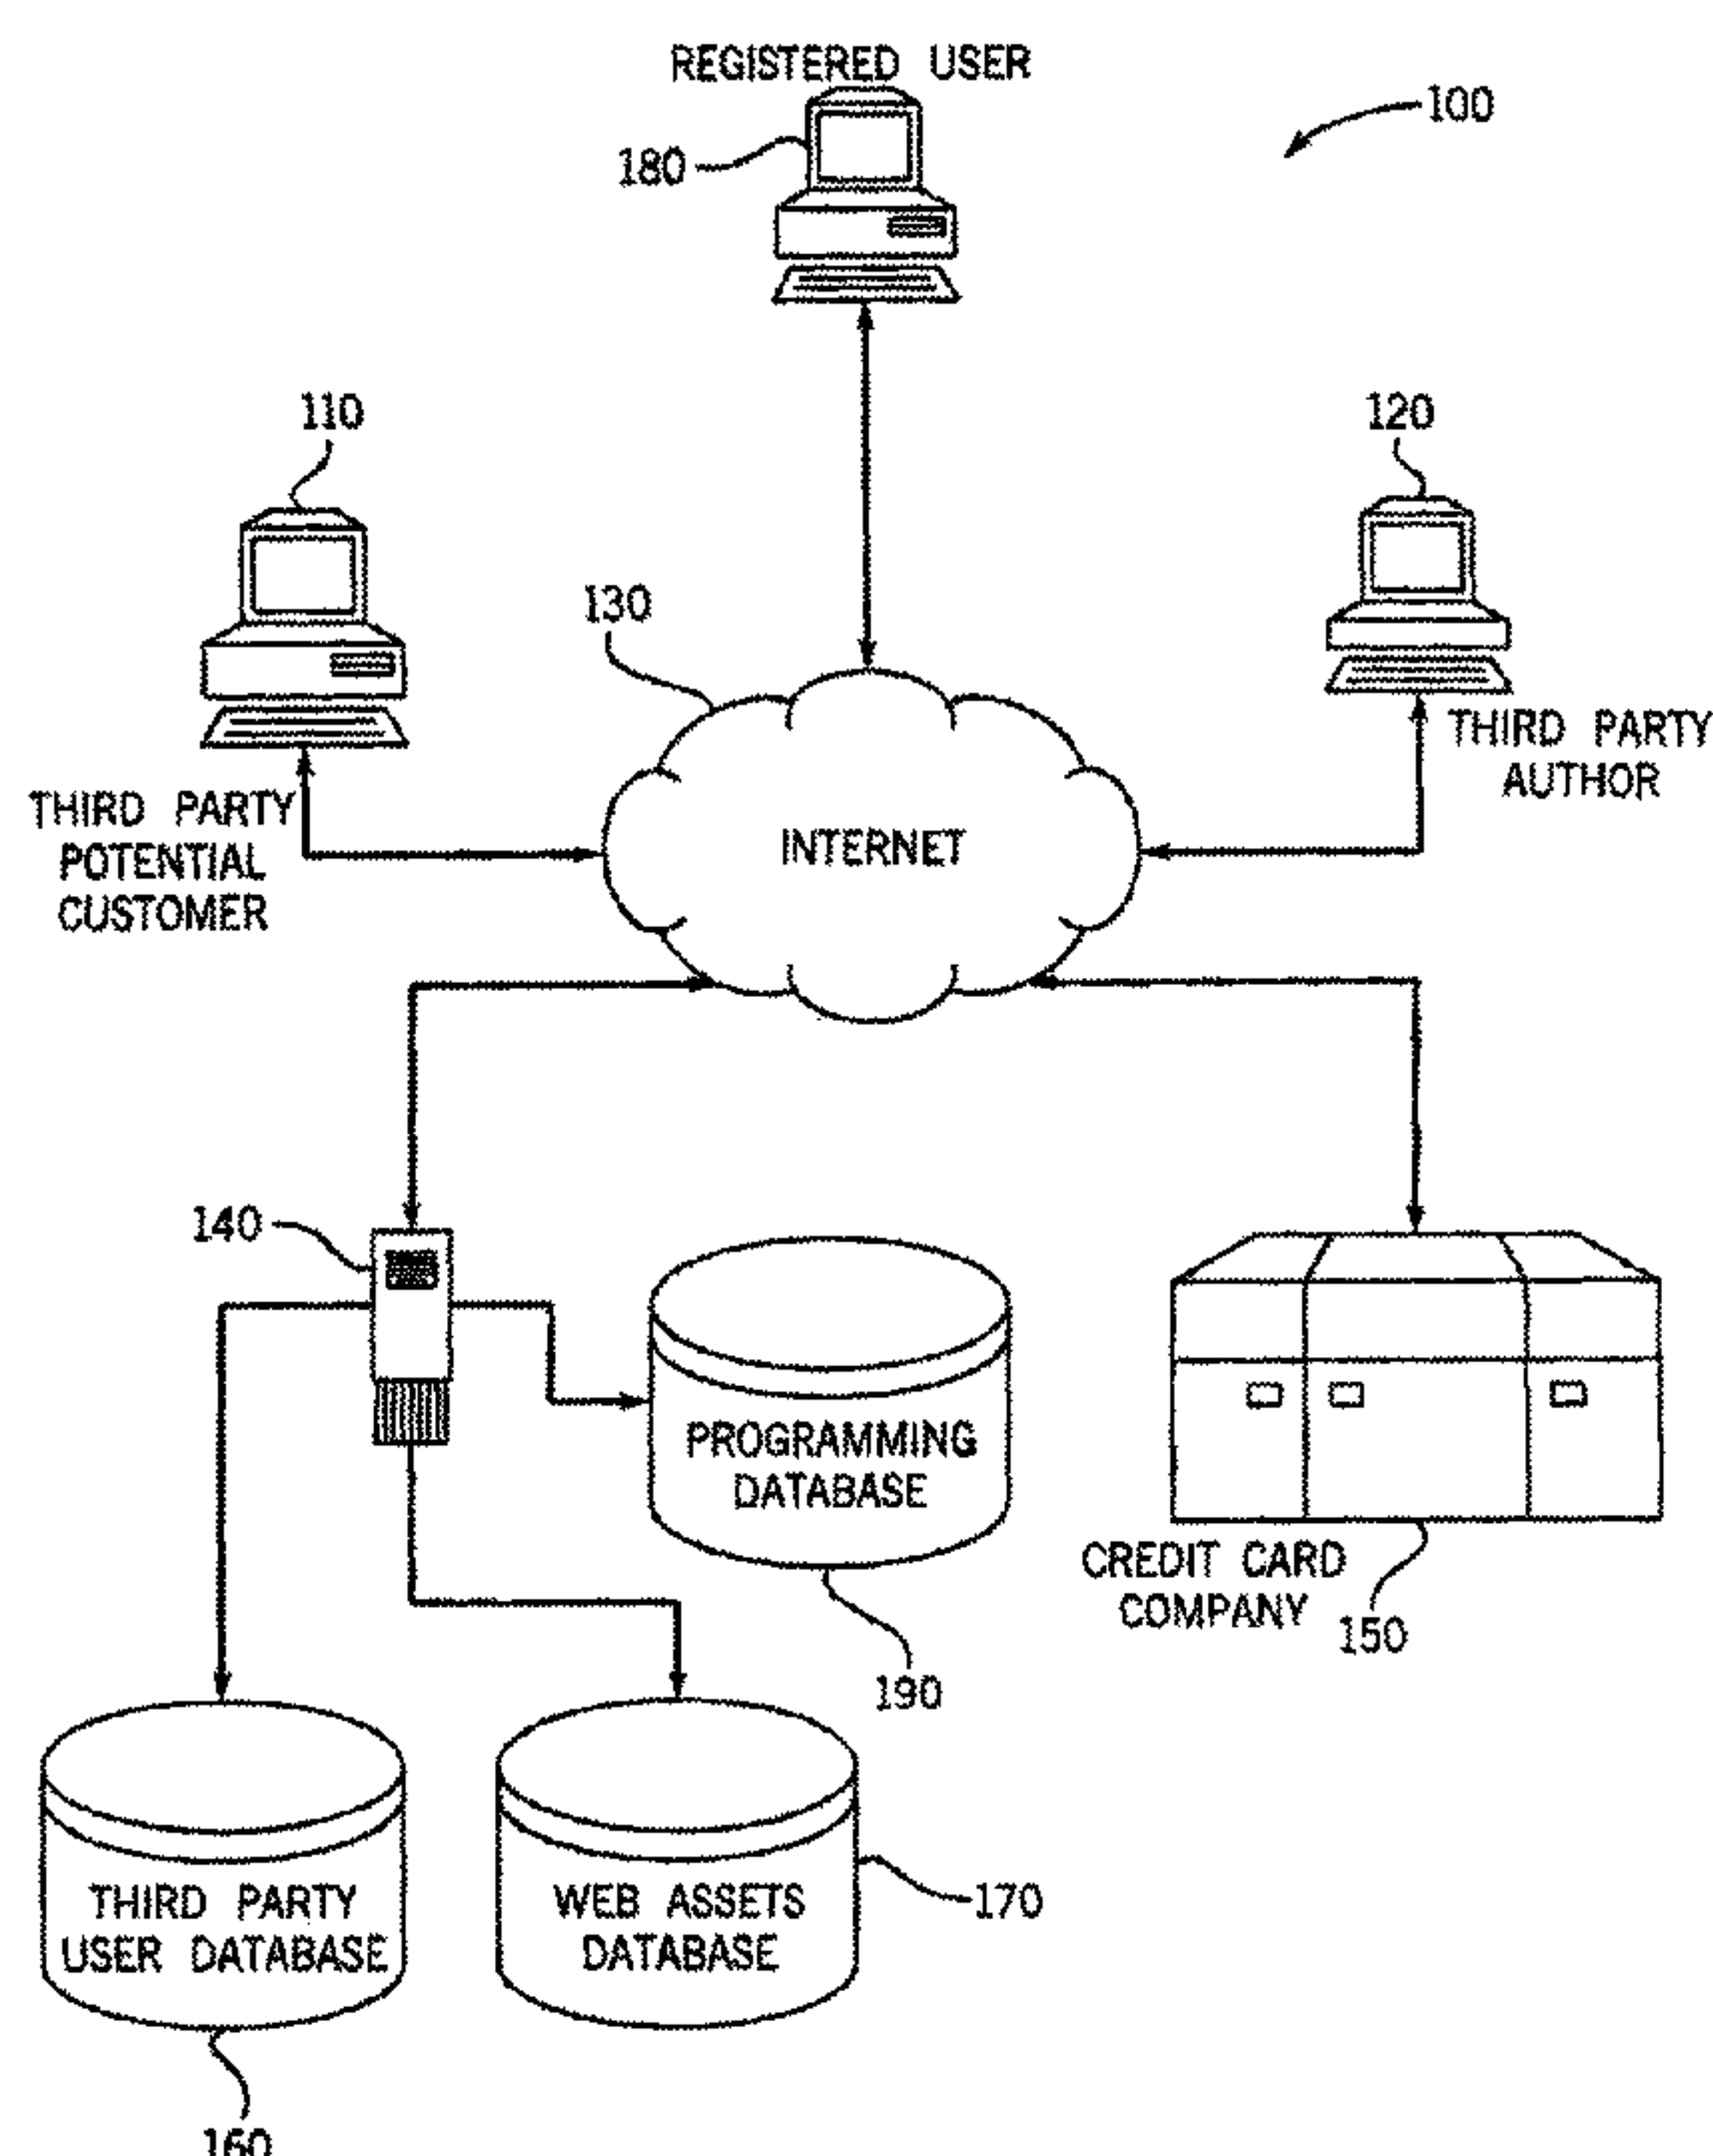 REGISTERED USER
100
180
110
120
130
THIRD PARTY
AUTHOR
THIRD PARTY
POTENTIAL
CUSTOMER
INTERNET
140
PROGRAMMING
DATABASE
CREDIT CARD
COMPANY
150
190
THIRD PARTY
USER DATABASE
WEB ASSETS
DATABASE
170
160